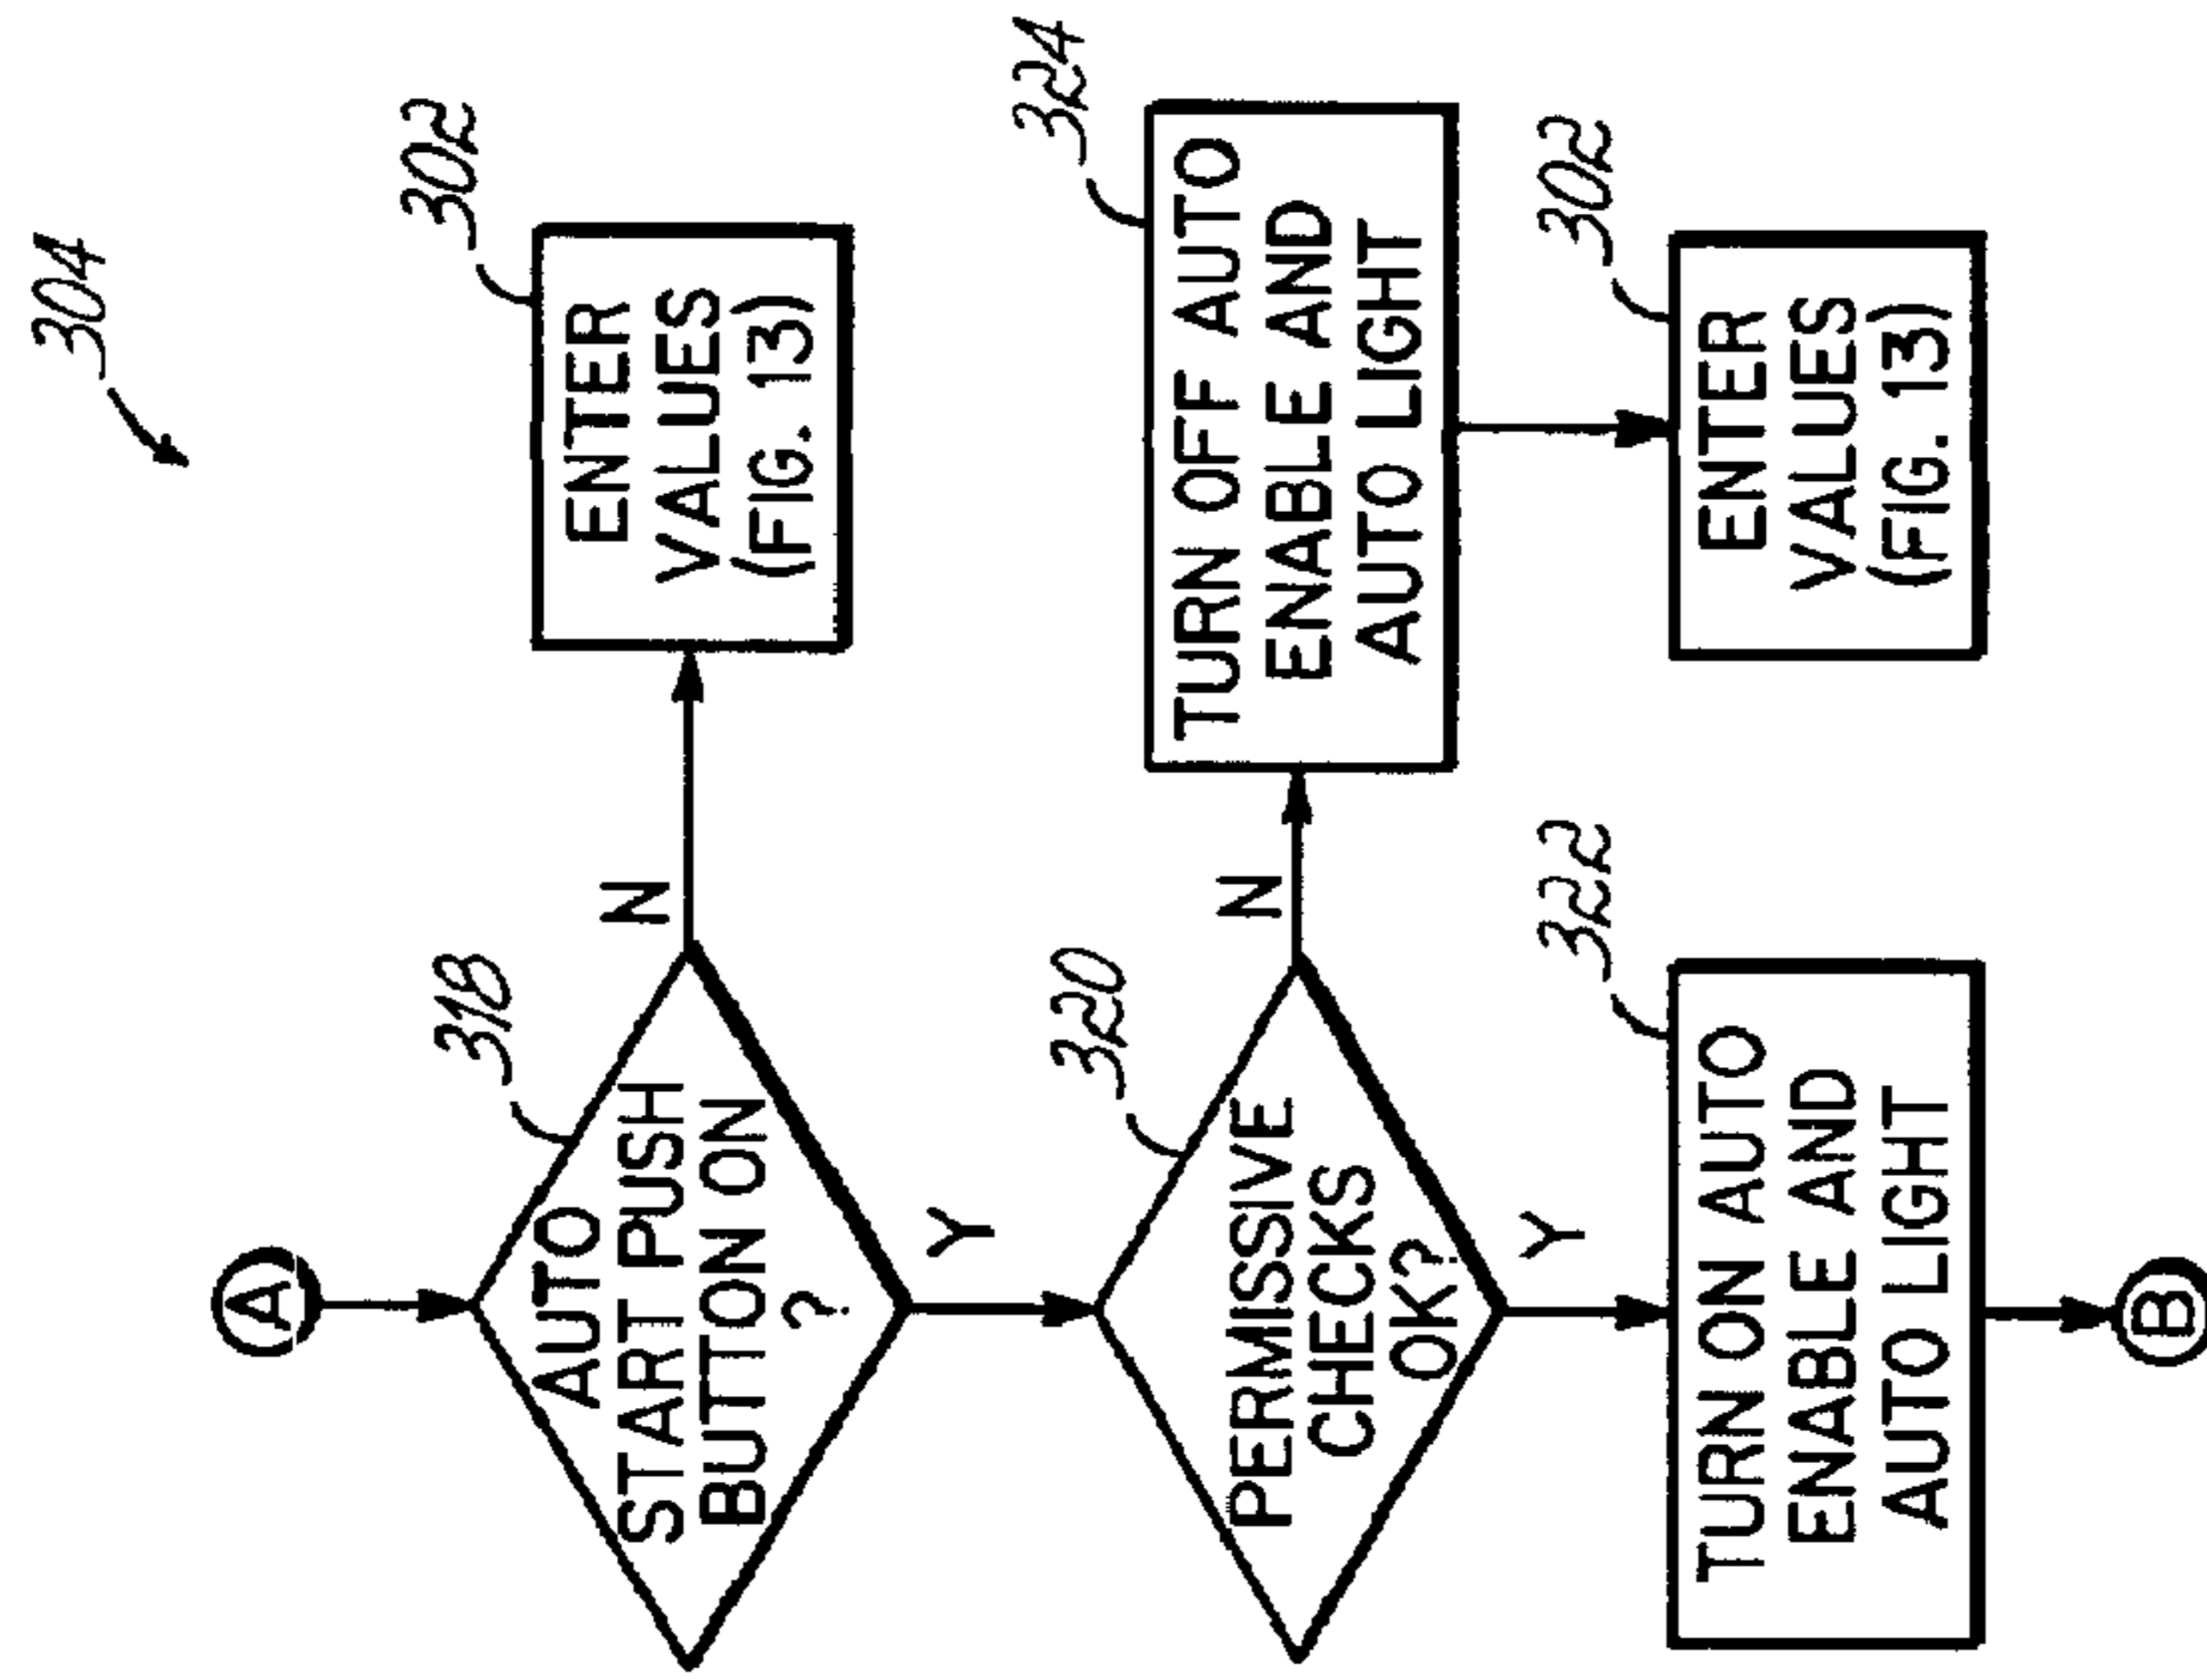 304
A
318
AUTO
START PUSH
BUTTON ON
?
N
302
ENTER
VALUES
(FIG. 13)
Y
320
PERMISSIVE
CHECKS
OK?
N
324
TURN OFF AUTO
ENABLE AND
AUTO LIGHT
Y
322
TURN ON AUTO
ENABLE AND
AUTO LIGHT
302
ENTER
VALUES
(FIG. 13)
B